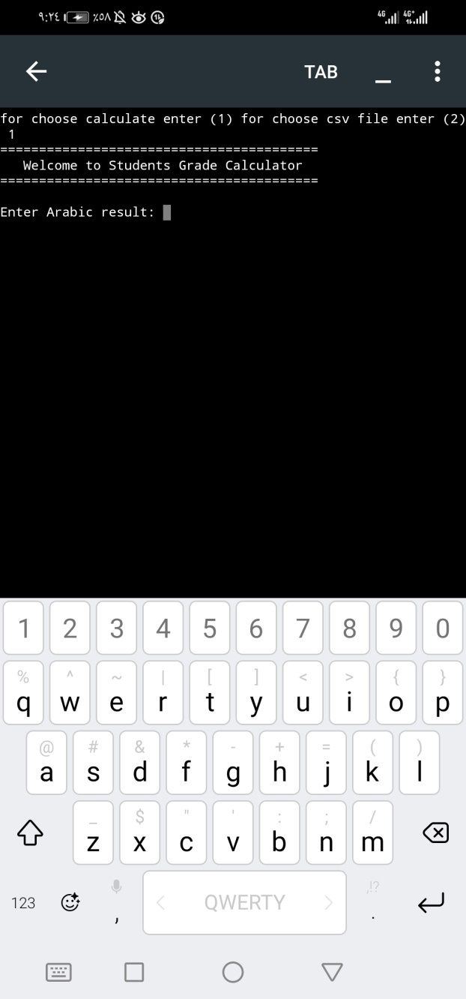 ٩:٢٤ ٪٥٨ 4G 4G+
TAB _
for choose calculate enter (1) for choose csv file enter (2)
1
=========================================
Welcome to Students Grade Calculator
=========================================
Enter Arabic result:
1 2 3 4 5 6 7 8 9 0
% ^ ~ | [ ] < > { }
q w e r t y u i o p
@ # & * - + = ( )
a s d f g h j k l
_ $ " ' : ; /
z x c v b n m
,!?
123 , < QWERTY > .